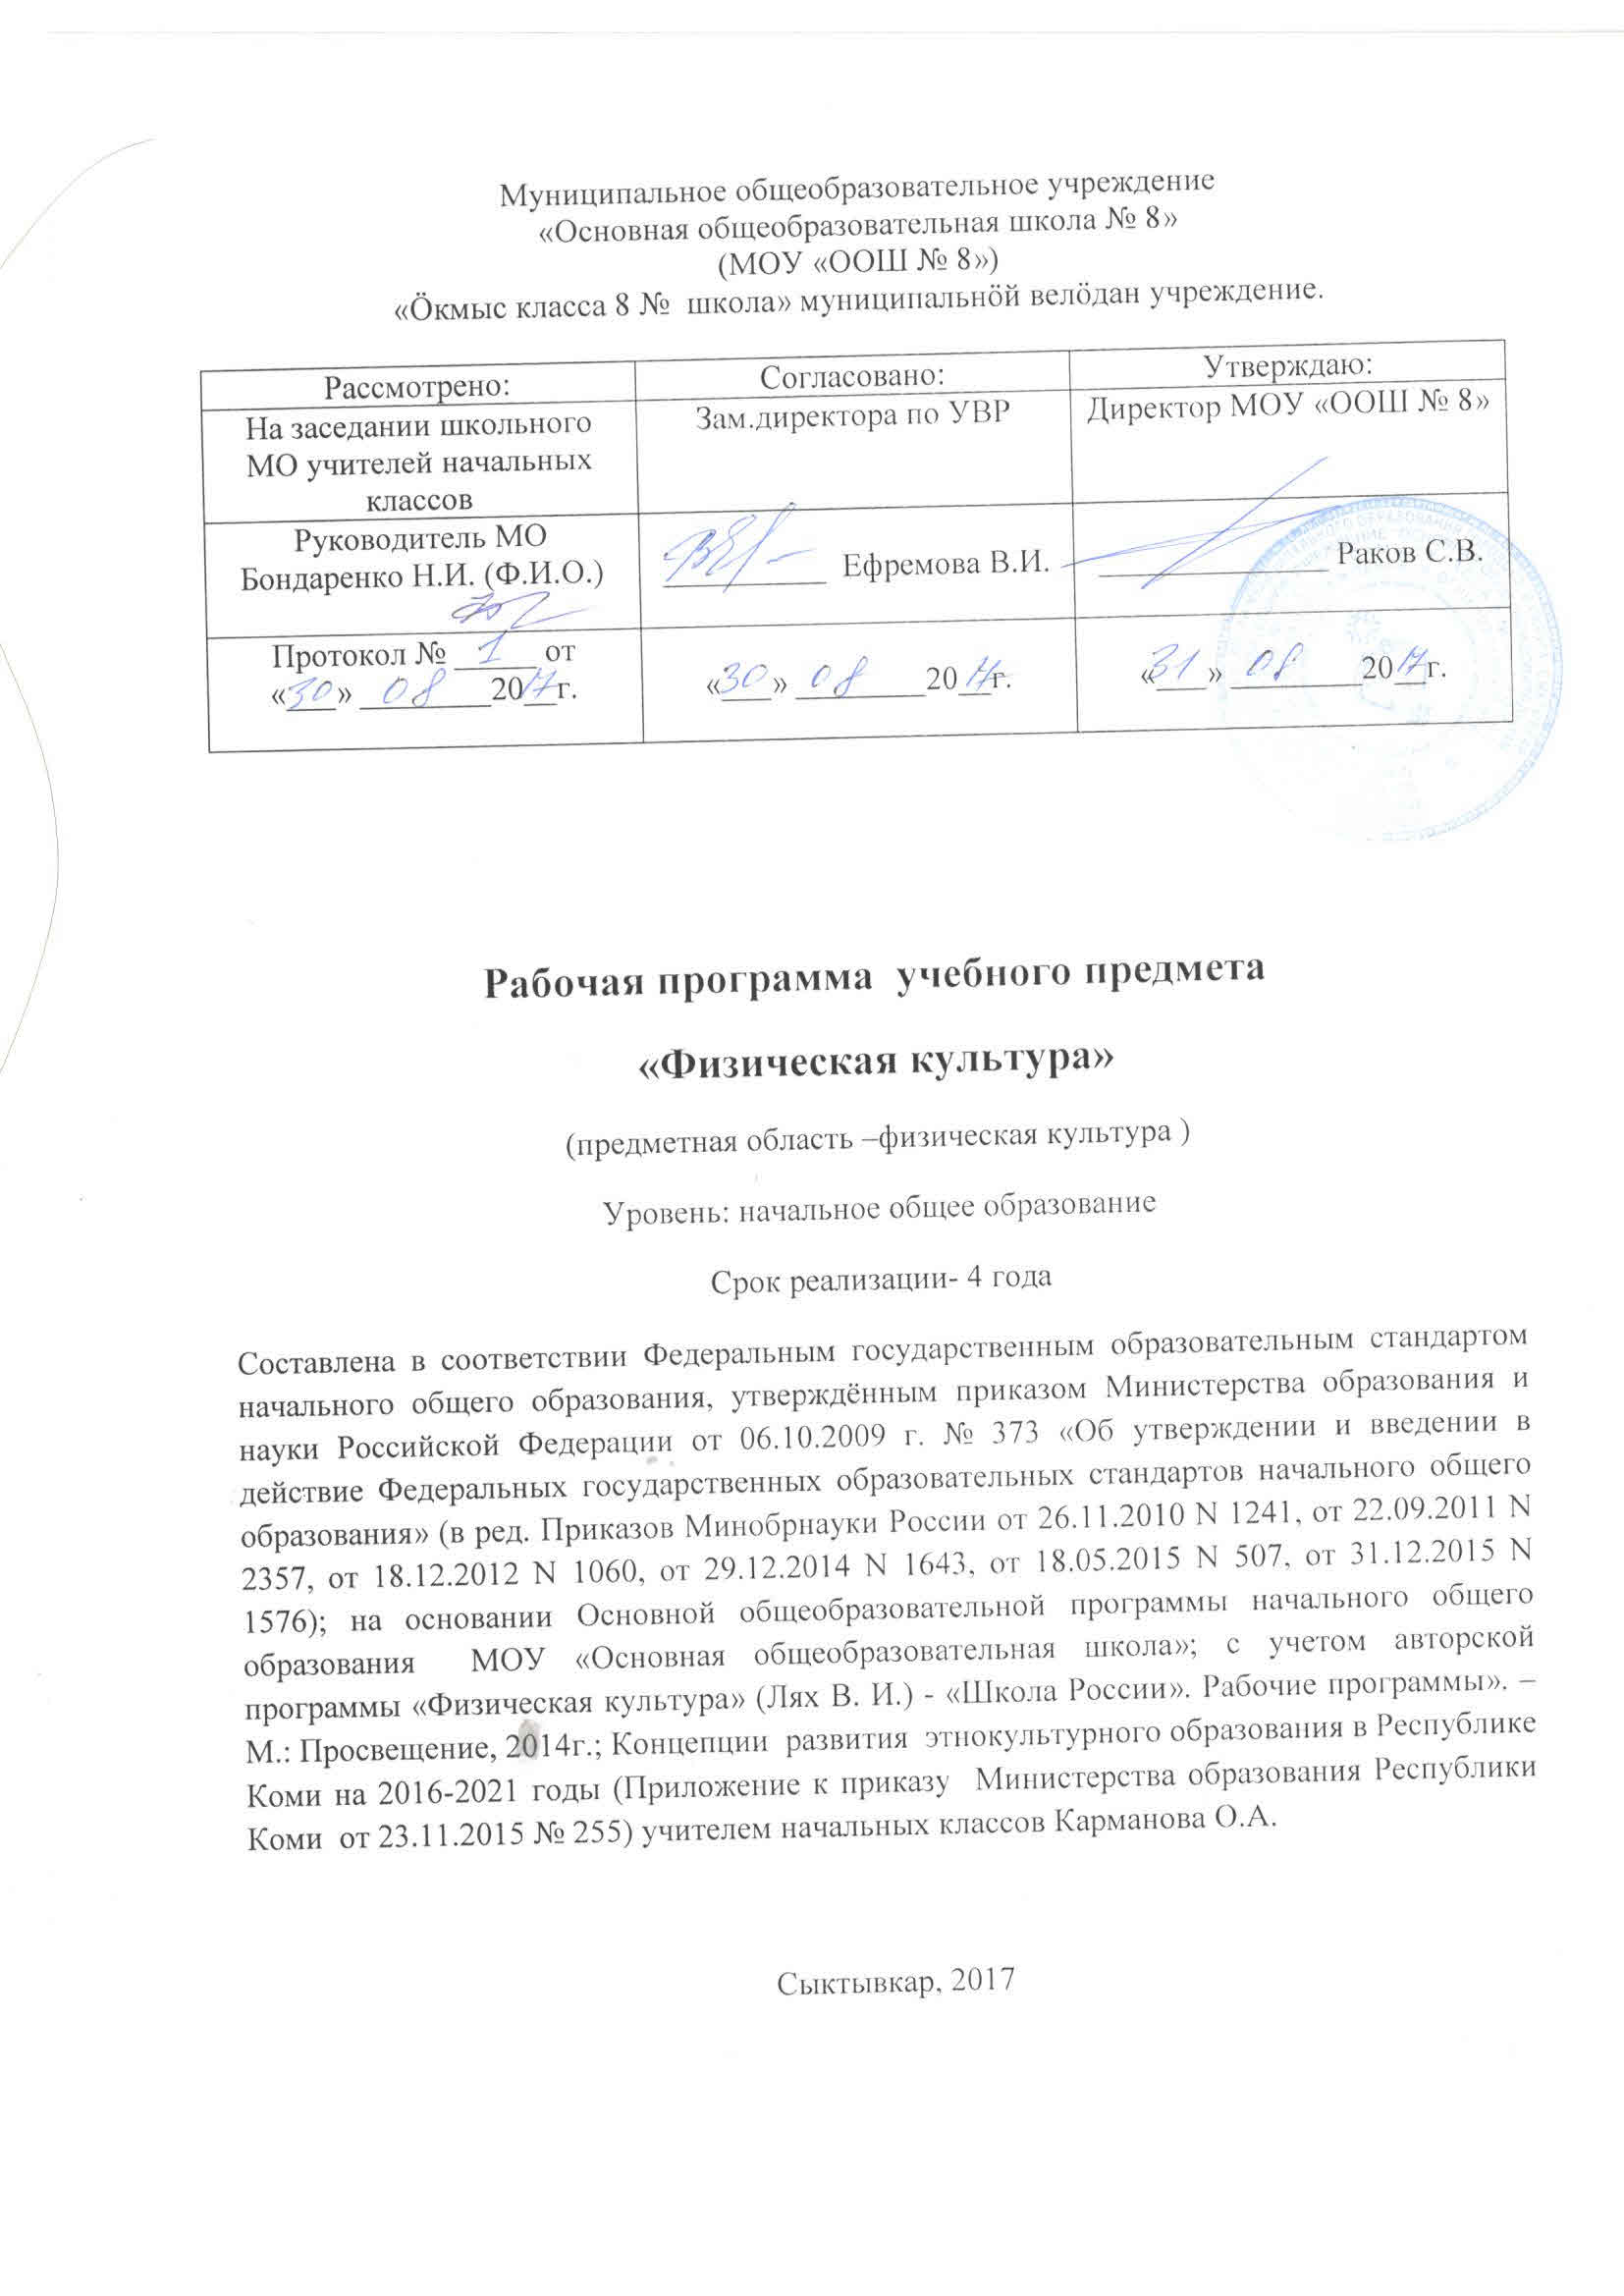 Муниципальное общеобразовательное учреждение
«Основная общеобразовательная школа № 8»
(МОУ «ООШ № 8»)
«Öкмыс класса 8 № школа» муниципальнöй велöдан учреждение.
Рассмотрено:
На заседании школьного
МО учителей начальных
классов
Руководитель МО
Бондаренко Н.И. (Ф.И.О.)
Протокол № 1 от
«30» 08 2017г.
Согласовано:
Зам.директора по УВР
Ефремова В.И.
«30» 08 2017г.
Утверждаю:
Директор МОУ «ООШ № 8»
Раков С.В.
«31» 08 2017г.
Рабочая программа учебного предмета
«Физическая культура»
(предметная область –физическая культура )
Уровень: начальное общее образование
Срок реализации- 4 года
Составлена в соответствии Федеральным государственным образовательным стандартом
начального общего образования, утверждённым приказом Министерства образования и
науки Российской Федерации от 06.10.2009 г. № 373 «Об утверждении и введении в
действие Федеральных государственных образовательных стандартов начального общего
образования» (в ред. Приказов Минобрнауки России от 26.11.2010 N 1241, от 22.09.2011 N
2357, от 18.12.2012 N 1060, от 29.12.2014 N 1643, от 18.05.2015 N 507, от 31.12.2015 N
1576); на основании Основной общеобразовательной программы начального общего
образования МОУ «Основная общеобразовательная школа»; с учетом авторской
программы «Физическая культура» (Лях В. И.) - «Школа России». Рабочие программы». –
М.: Просвещение, 2014г.; Концепции развития этнокультурного образования в Республике
Коми на 2016-2021 годы (Приложение к приказу Министерства образования Республики
Коми от 23.11.2015 № 255) учителем начальных классов Карманова О.А.
Сыктывкар, 2017